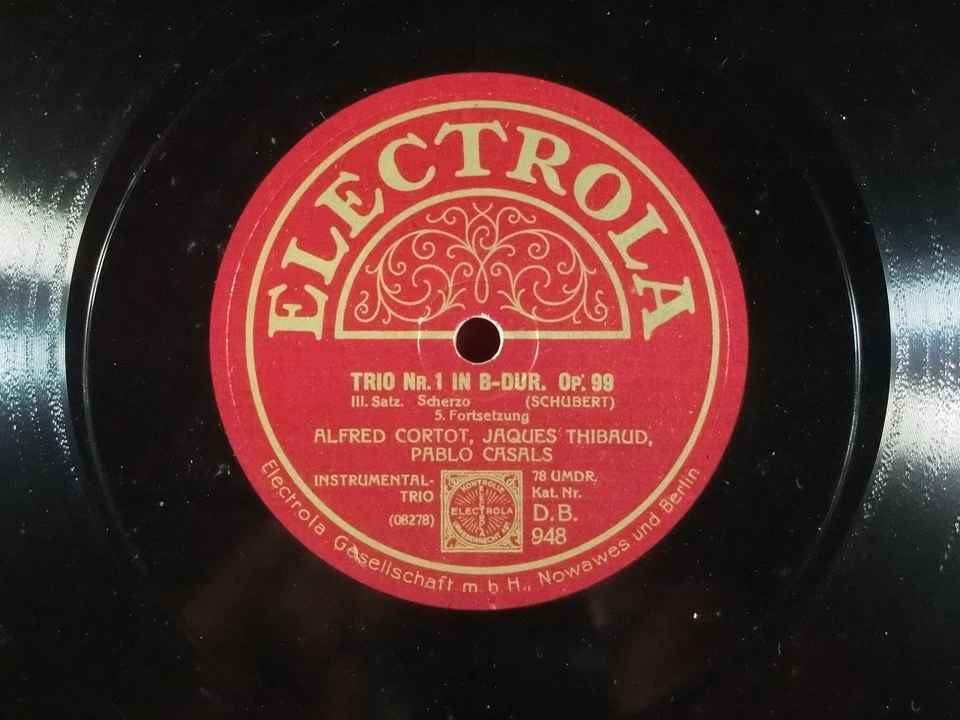 ELECTROLA
TRIO NR. 1 IN B-DUR. OP. 99
III. Satz. Scherzo (SCHUBERT)
5. Fortsetzung
ALFRED CORTOT, JAQUES THIBAUD,
PABLO CASALS
INSTRUMENTAL-
TRIO
(08278)
KONTROLLE
ELECTROLA
78 UMDR.
Kat. Nr.
D.B.
948
Electrola Gesellschaft m. b. H., Nowawes und Berlin